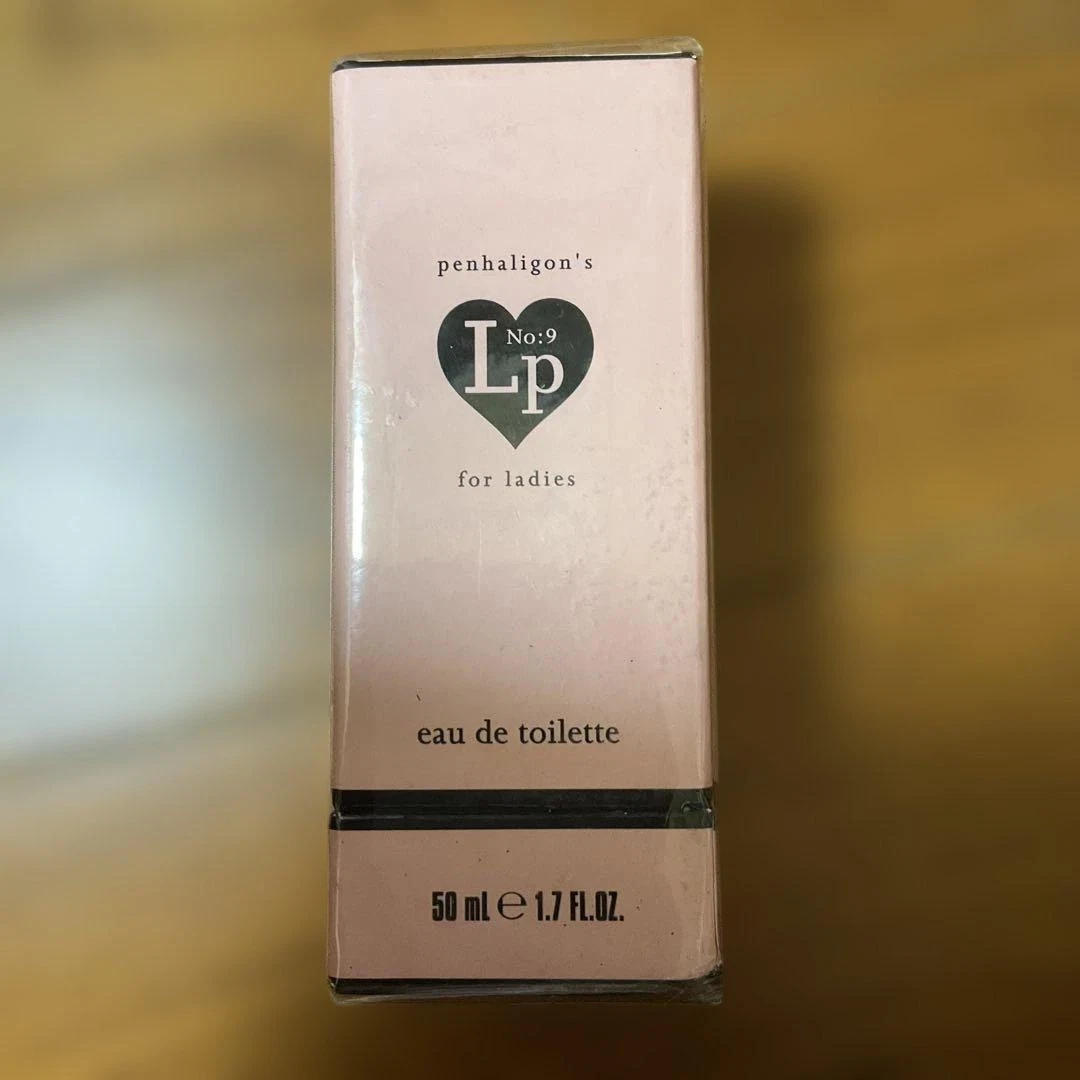 penhaligon's
No:9
Lp
for ladies
eau de toilette
50 ml ℮ 1.7 FL.OZ.